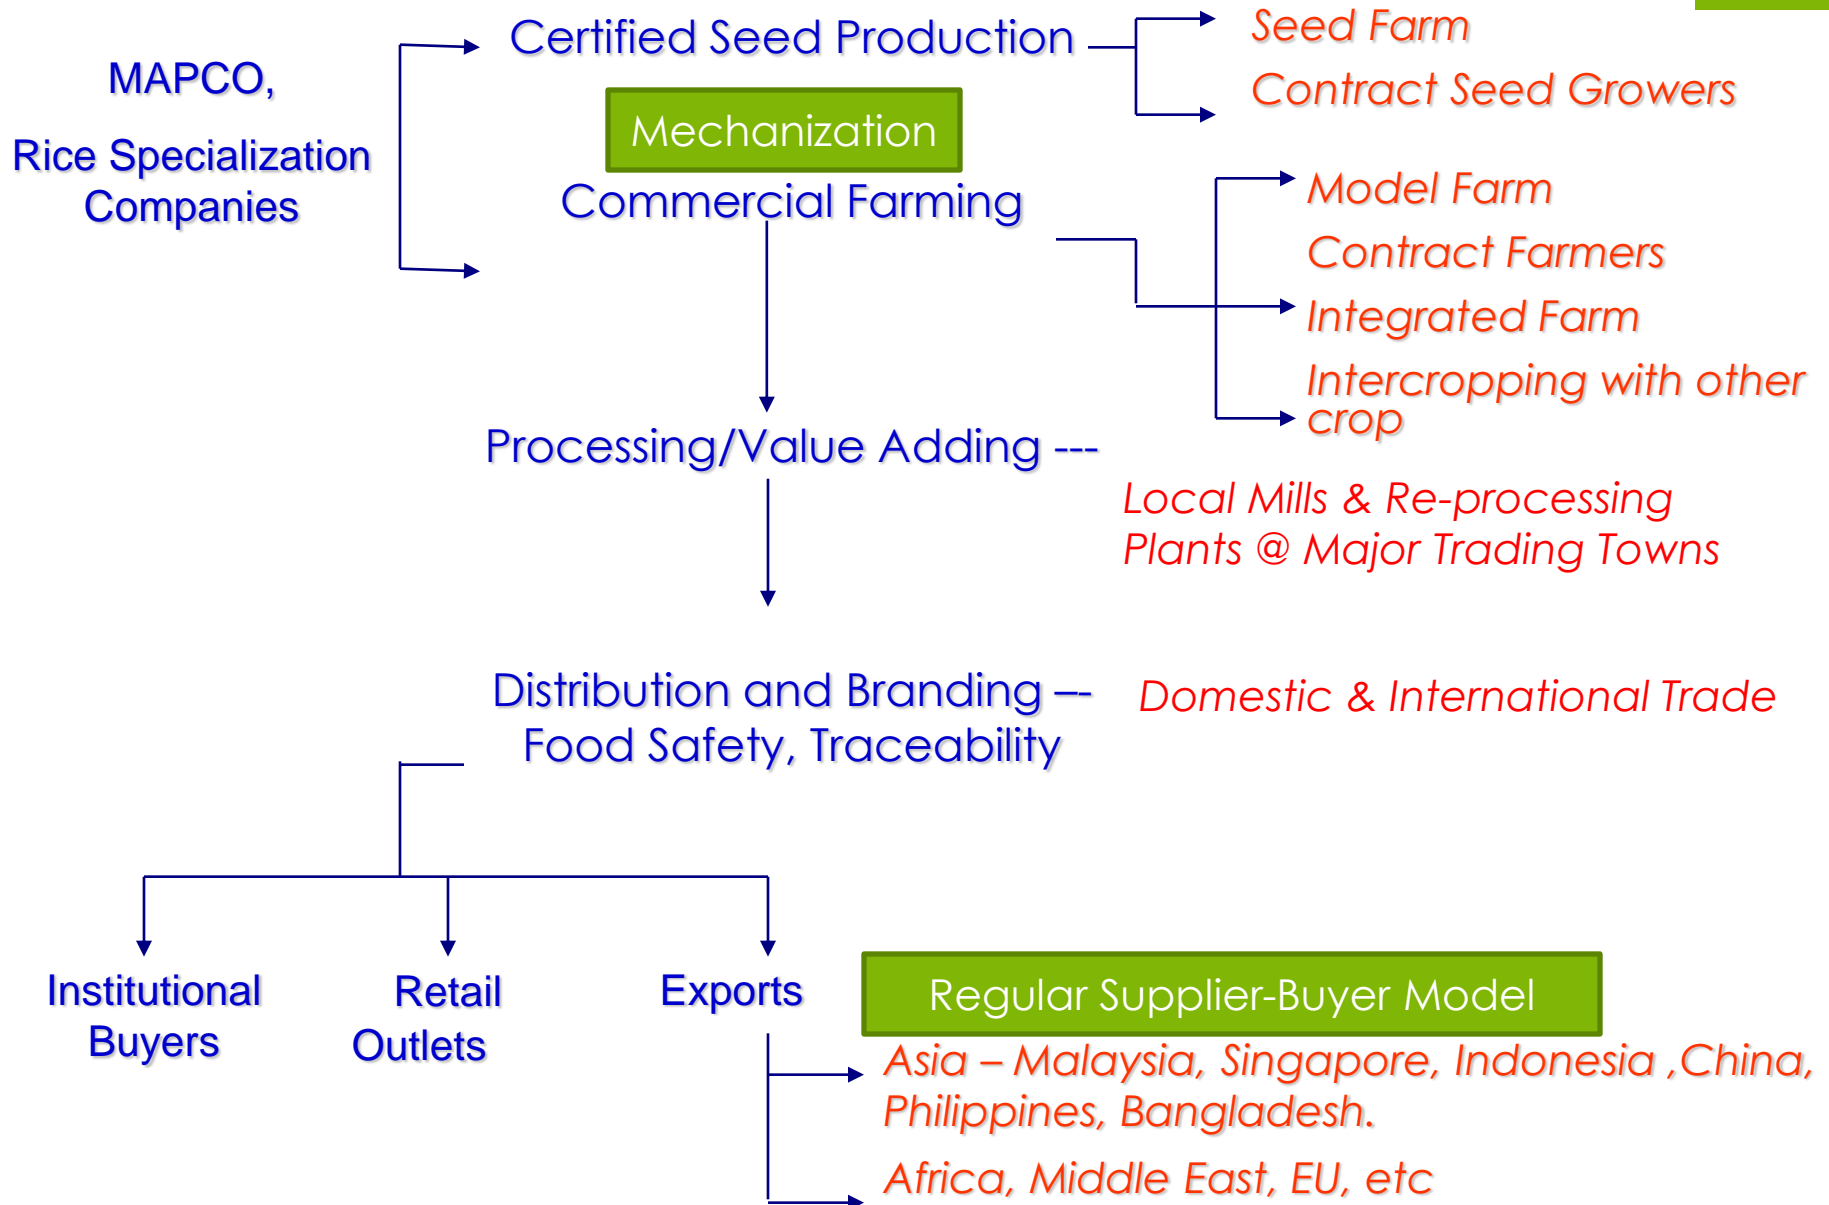 MAPCO,
Rice Specialization
Companies
Certified Seed Production
Seed Farm
Contract Seed Growers
Mechanization
Commercial Farming
Model Farm
Contract Farmers
Integrated Farm
Intercropping with other
crop
Processing/Value Adding ---
Local Mills & Re-processing
Plants @ Major Trading Towns
Distribution and Branding –-
Food Safety, Traceability
Domestic & International Trade
Institutional
Buyers
Retail
Outlets
Exports
Regular Supplier-Buyer Model
Asia – Malaysia, Singapore, Indonesia ,China,
Philippines, Bangladesh.
Africa, Middle East, EU, etc